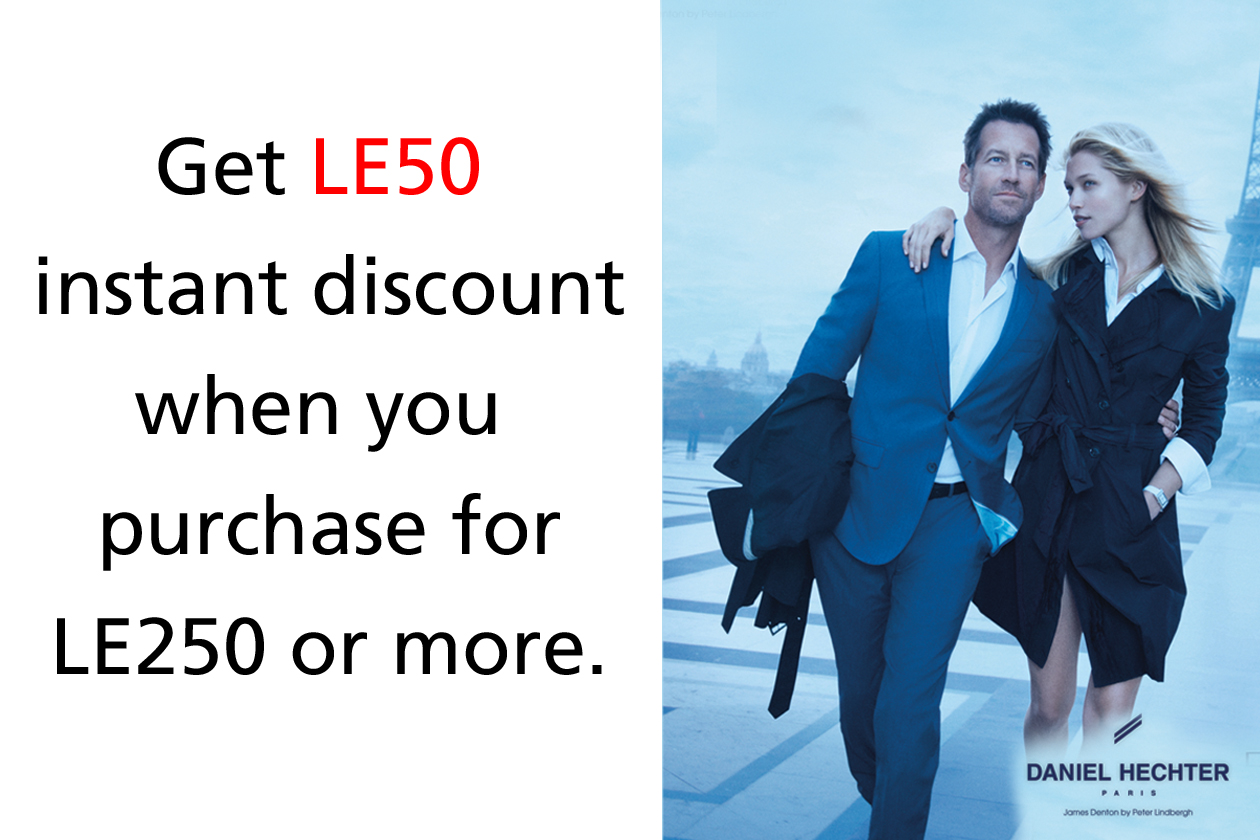 Get LE50
instant discount
when you
purchase for
LE250 or more.
DANIEL HECHTER
PARIS
James Denton by Peter Lindbergh